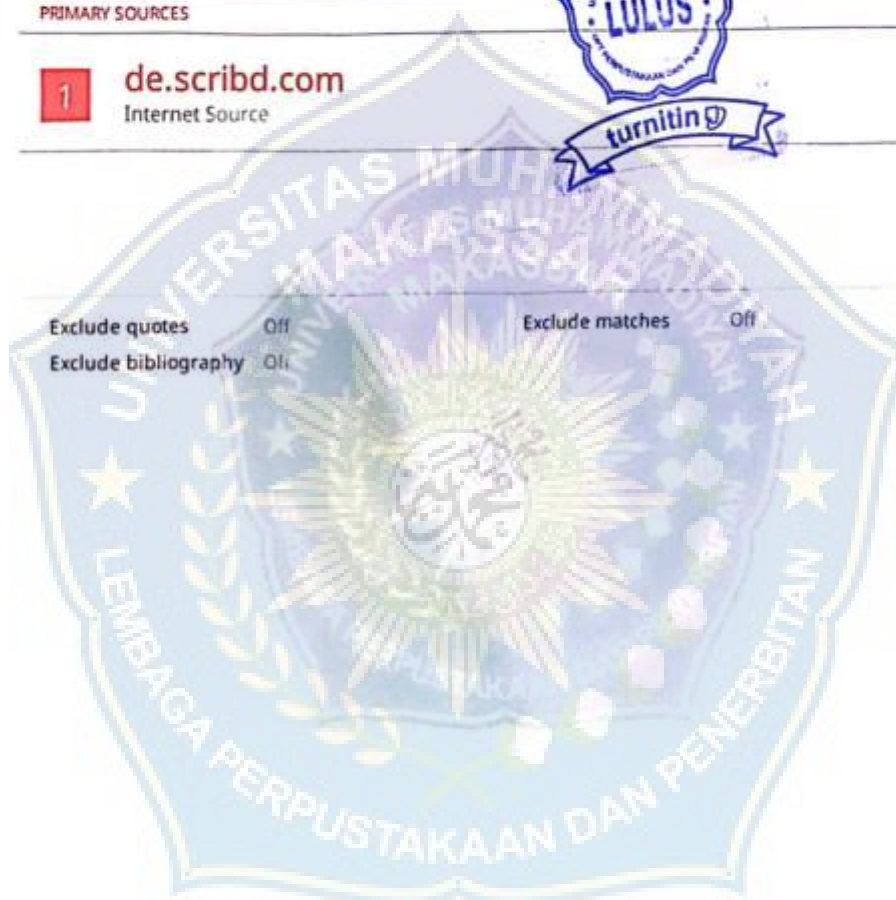 PRIMARY SOURCES
LULUS
1
de.scribd.com
Internet Source
turnitin
Exclude quotes Off
Exclude matches Off
Exclude bibliography
UNIVERSITAS MUHAMMADIYAH
MAKASSAR
LEMBAGA PERPUSTAKAAN DAN PENERBITAN